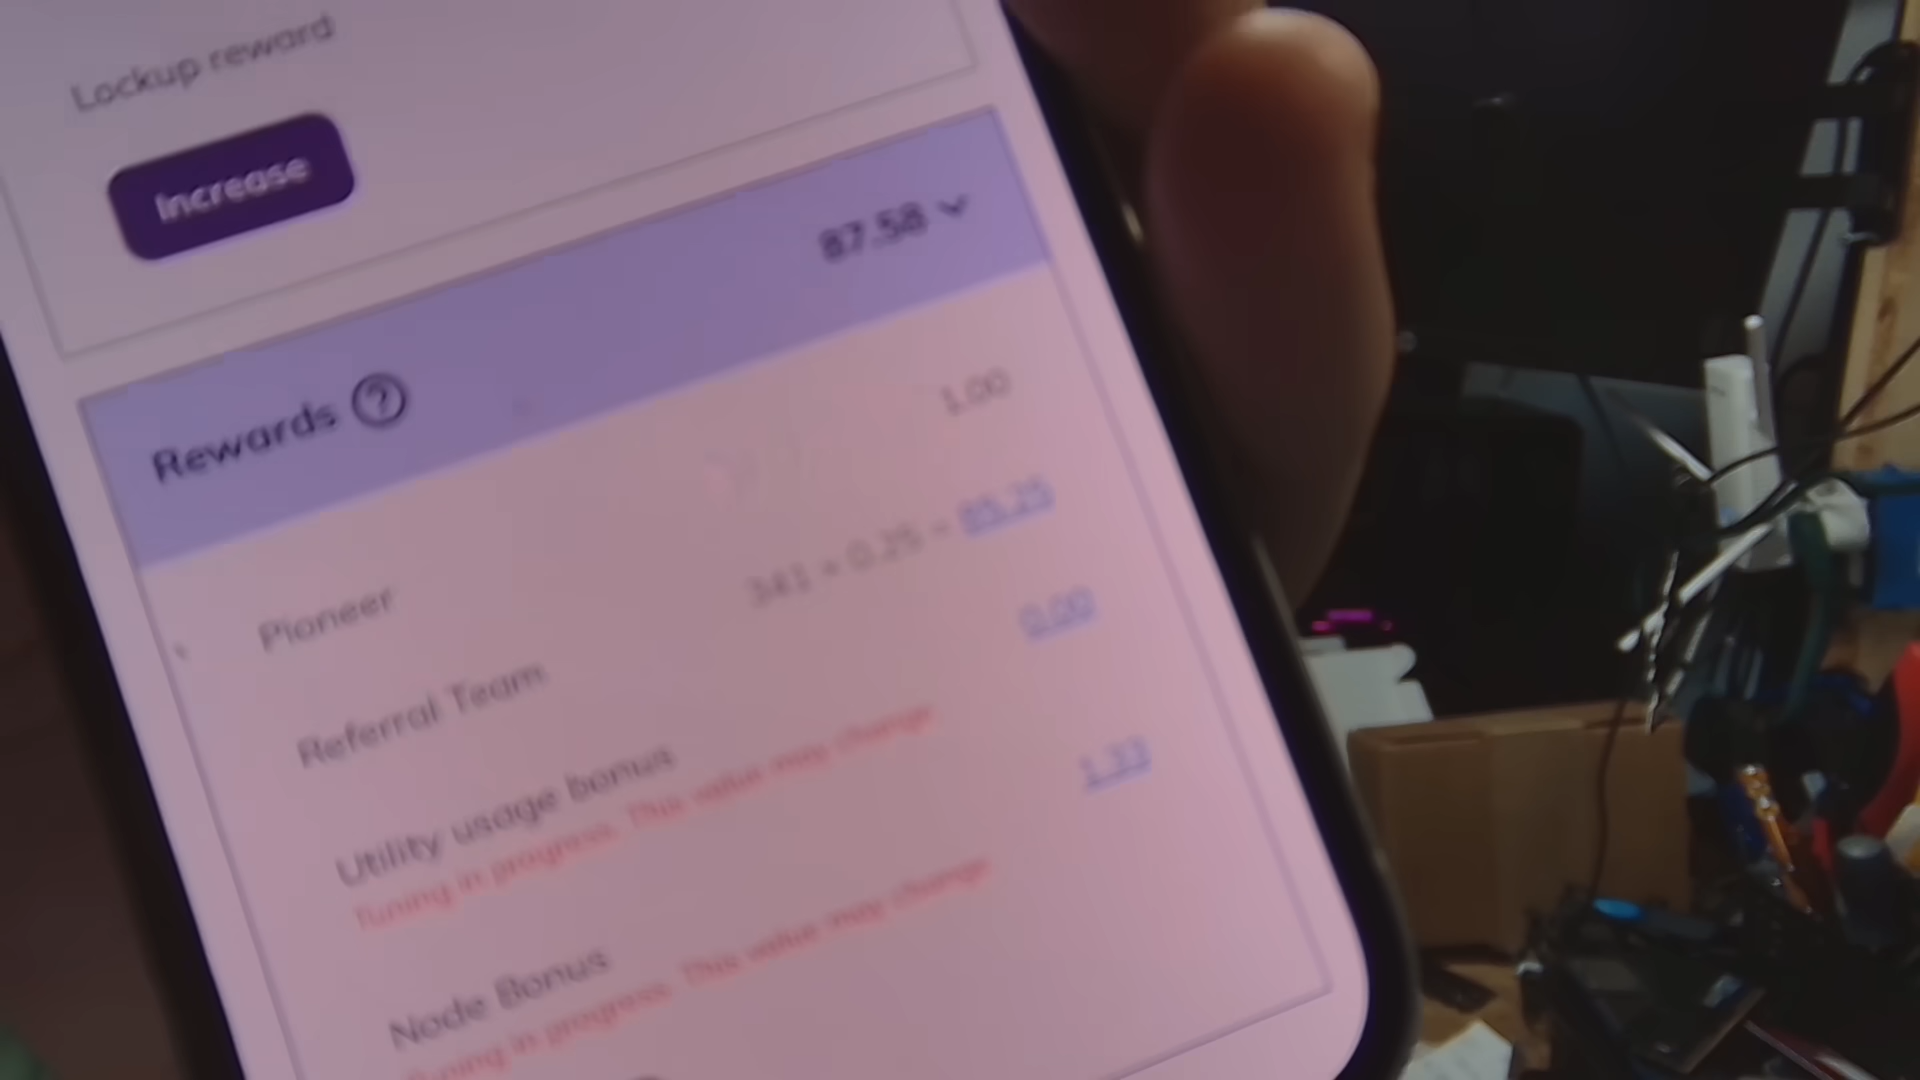 Lockup reward
Increase
Rewards ? 87.58
Pioneer 1.00
Referral Team 341 × 0.25 = 85.25
Utility usage bonus 0.00
Tuning in progress. This value may change
Node Bonus 1.33
Tuning in progress. This value may change